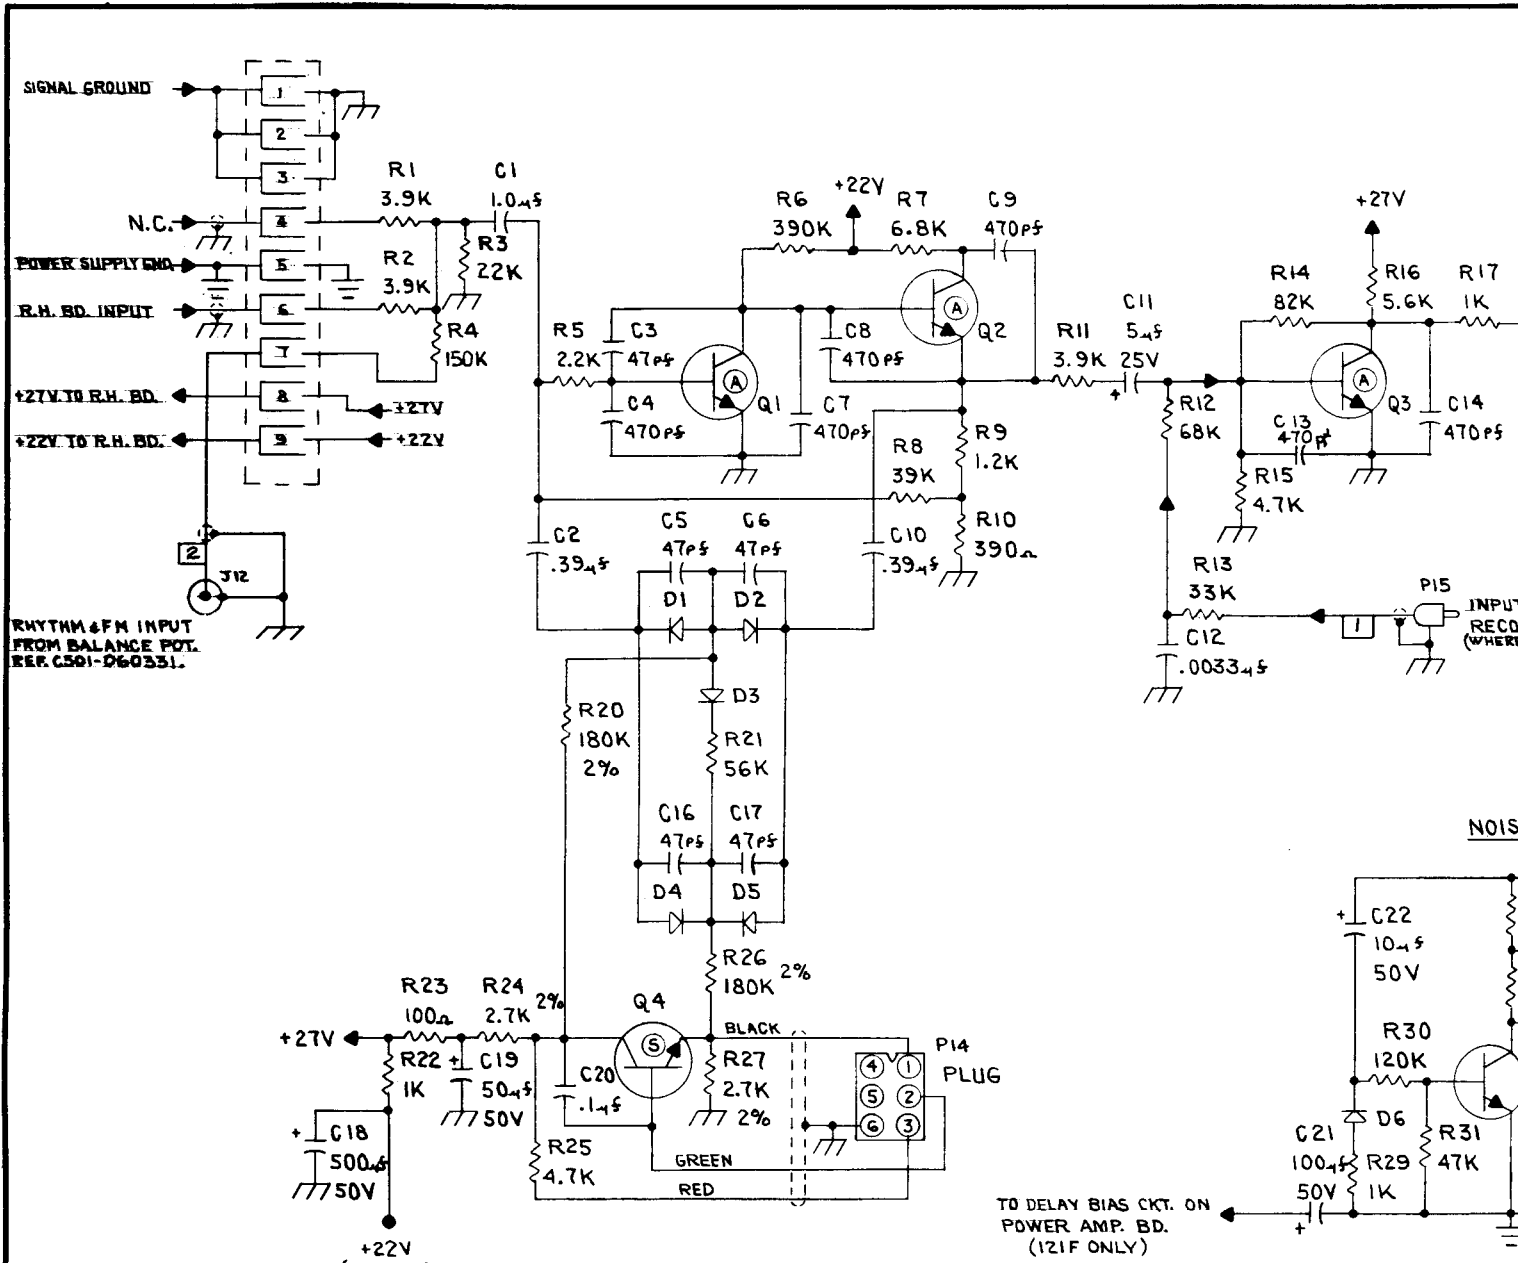 SIGNAL GROUND
1
2
3
N.C.
4
POWER SUPPLY GND.
5
R.H. BD. INPUT
6
7
+27V TO R.H. BD.
8
+27V
+22V TO R.H. BD.
9
+22V
2
J12
RHYTHM & FM INPUT
FROM BALANCE POT.
REF. C501-060331.
R1
3.9K
C1
1.0µf
R2
3.9K
R3
22K
R4
150K
R5
2.2K
C3
47pf
C4
470pf
A
Q1
R6
390K
+22V
R7
6.8K
C9
470pf
C8
470pf
C7
470pf
A
Q2
R8
39K
R9
1.2K
R10
390Ω
R11
3.9K
C11
5µf
25V
+
R12
68K
+27V
R14
82K
R16
5.6K
R17
1K
A
Q3
C13
470pf
C14
470pf
R15
4.7K
R13
33K
C12
.0033µf
1
P15
INPUT
RECO
(WHERE
C2
.39µf
C5
47pf
C6
47pf
C10
.39µf
D1
D2
D3
R20
180K
2%
R21
56K
C16
47pf
C17
47pf
D4
D5
R26
180K
2%
+27V
R23
100Ω
R24
2.7K
2%
Q4
S
R22
1K
+
C19
50µf
50V
C20
.1µf
R27
2.7K
2%
BLACK
P14
PLUG
4
1
5
2
6
3
+
C18
500µf
50V
R25
4.7K
GREEN
RED
+22V
NOIS
+
C22
10µf
50V
R30
120K
D6
C21
100µf
50V
+
R29
1K
R31
47K
TO DELAY BIAS CKT. ON
POWER AMP. BD.
(121F ONLY)